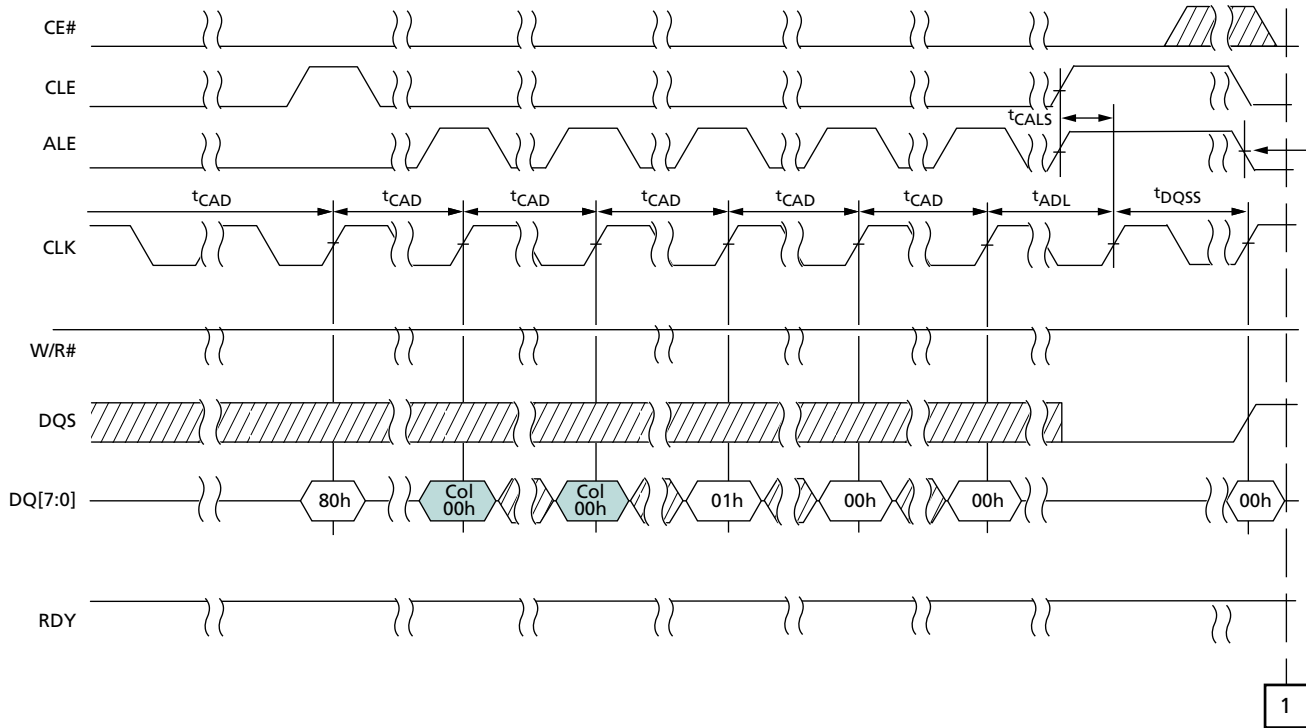 CE#
CLE
tCALS
ALE
tCAD tCAD tCAD tCAD tCAD tCAD tADL tDQSS
CLK
W/R#
DQS
DQ[7:0] 80h Col 00h Col 00h 01h 00h 00h 00h
RDY
1